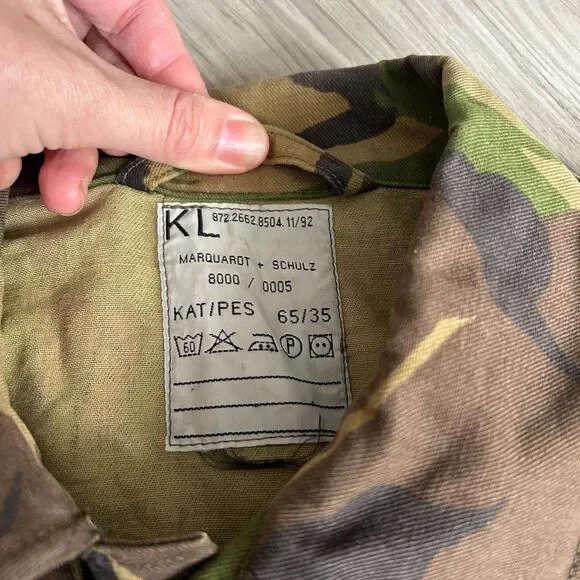 KL 872.2662.8504.11/92
MARQUARDT + SCHULZ
8000 / 0005
KAT/PES 65/35
60 P